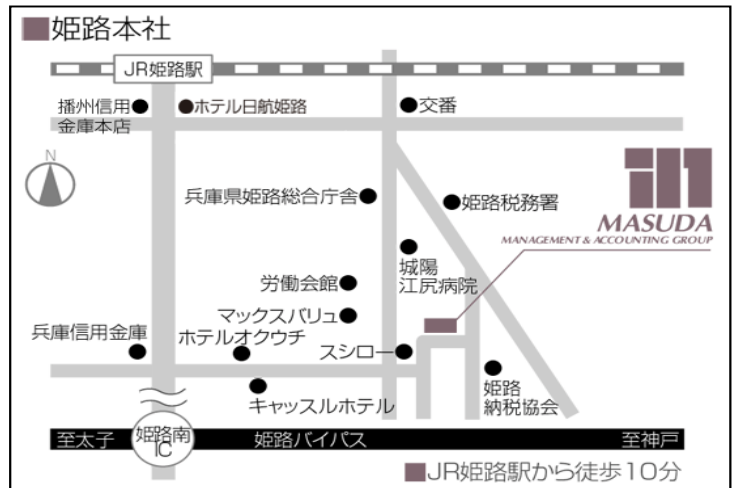 ■姫路本社
JR姫路駅
播州信用
金庫本店
ホテル日航姫路
交番
N
兵庫県姫路総合庁舎
姫路税務署
MASUDA
MANAGEMENT & ACCOUNTING GROUP
城陽
江尻病院
労働会館
マックスバリュ
兵庫信用金庫
ホテルオクウチ
スシロー
キャッスルホテル
姫路
納税協会
至太子
姫路南
IC
姫路バイパス
至神戸
■JR姫路駅から徒歩10分